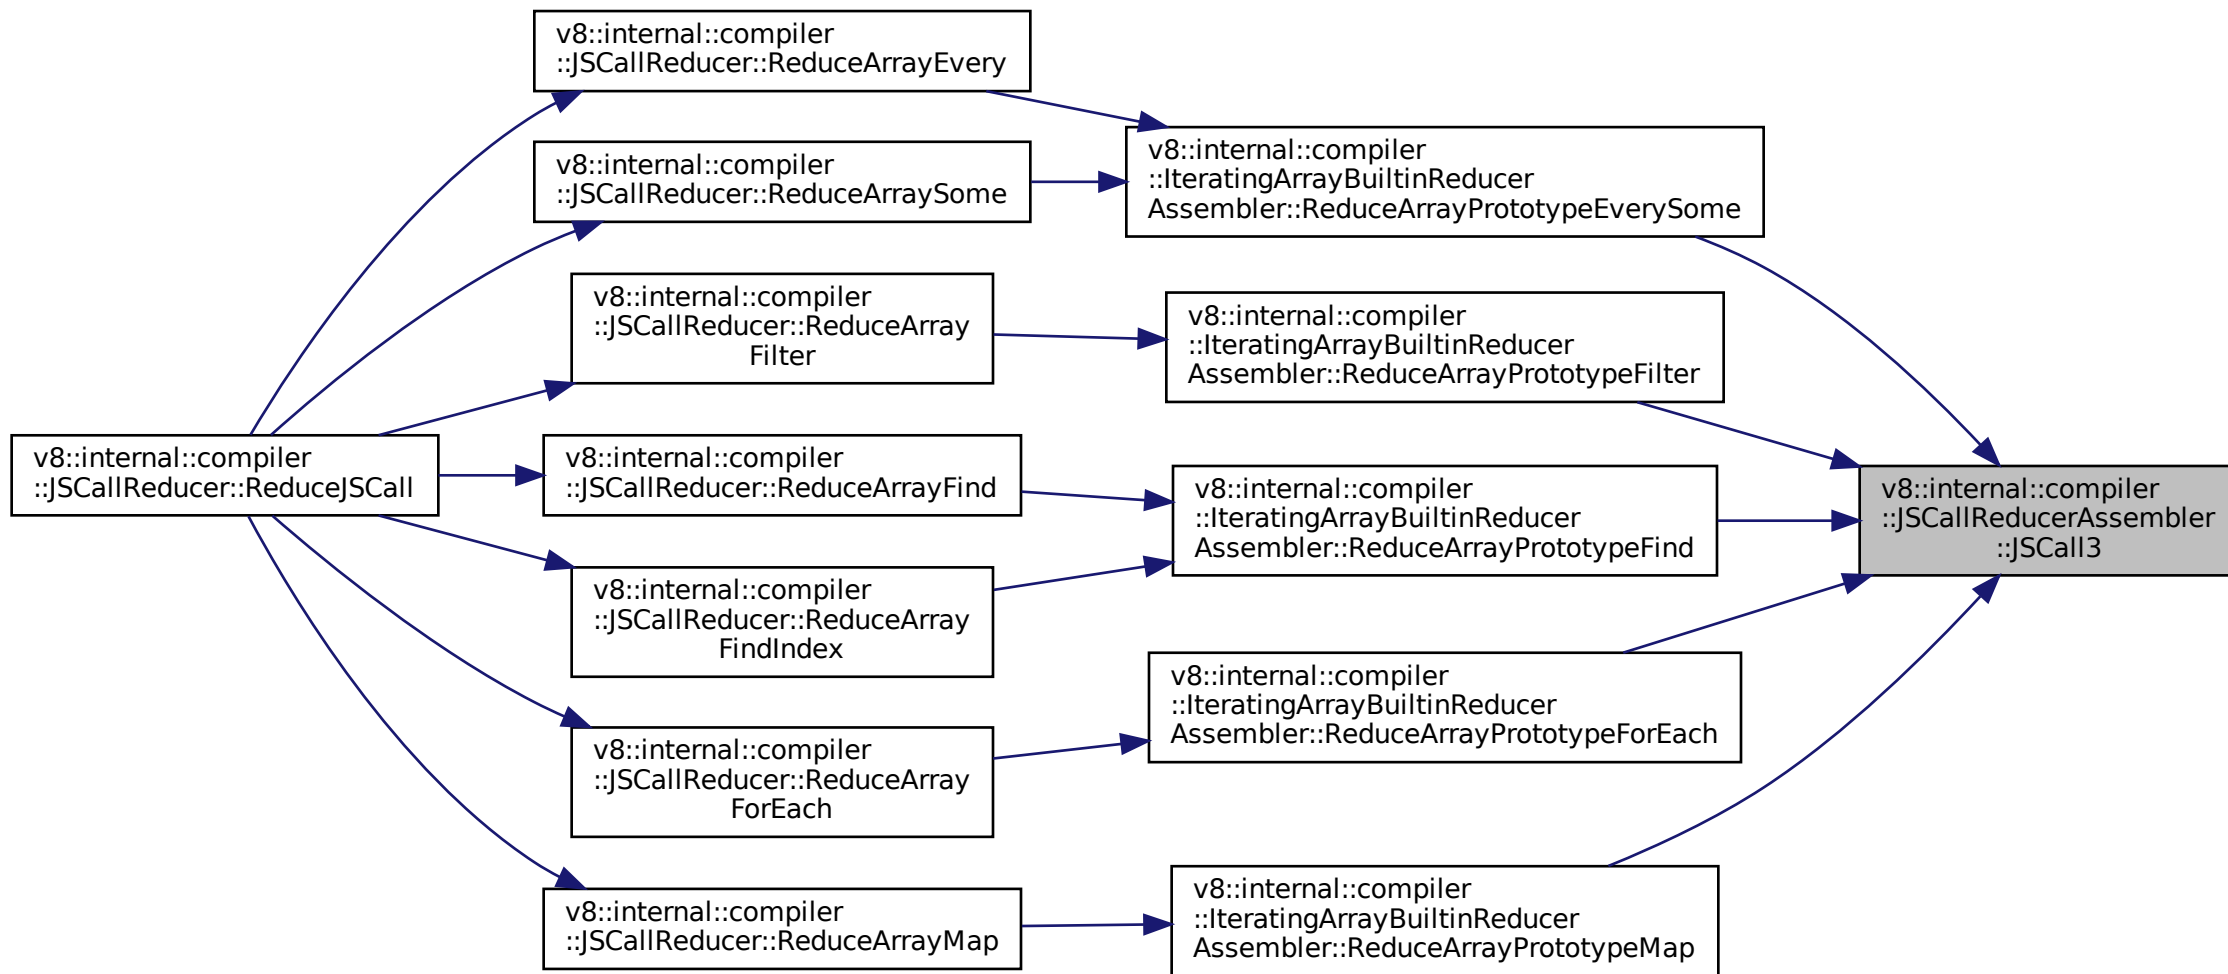 v8::internal::compiler
::JSCallReducer::ReduceArrayEvery
v8::internal::compiler
::JSCallReducer::ReduceArraySome
v8::internal::compiler
::IteratingArrayBuiltinReducer
Assembler::ReduceArrayPrototypeEverySome
v8::internal::compiler
::JSCallReducer::ReduceArray
Filter
v8::internal::compiler
::IteratingArrayBuiltinReducer
Assembler::ReduceArrayPrototypeFilter
v8::internal::compiler
::JSCallReducer::ReduceJSCall
v8::internal::compiler
::JSCallReducer::ReduceArrayFind
v8::internal::compiler
::IteratingArrayBuiltinReducer
Assembler::ReduceArrayPrototypeFind
v8::internal::compiler
::JSCallReducerAssembler
::JSCall3
v8::internal::compiler
::JSCallReducer::ReduceArray
FindIndex
v8::internal::compiler
::IteratingArrayBuiltinReducer
Assembler::ReduceArrayPrototypeForEach
v8::internal::compiler
::JSCallReducer::ReduceArray
ForEach
v8::internal::compiler
::JSCallReducer::ReduceArrayMap
v8::internal::compiler
::IteratingArrayBuiltinReducer
Assembler::ReduceArrayPrototypeMap